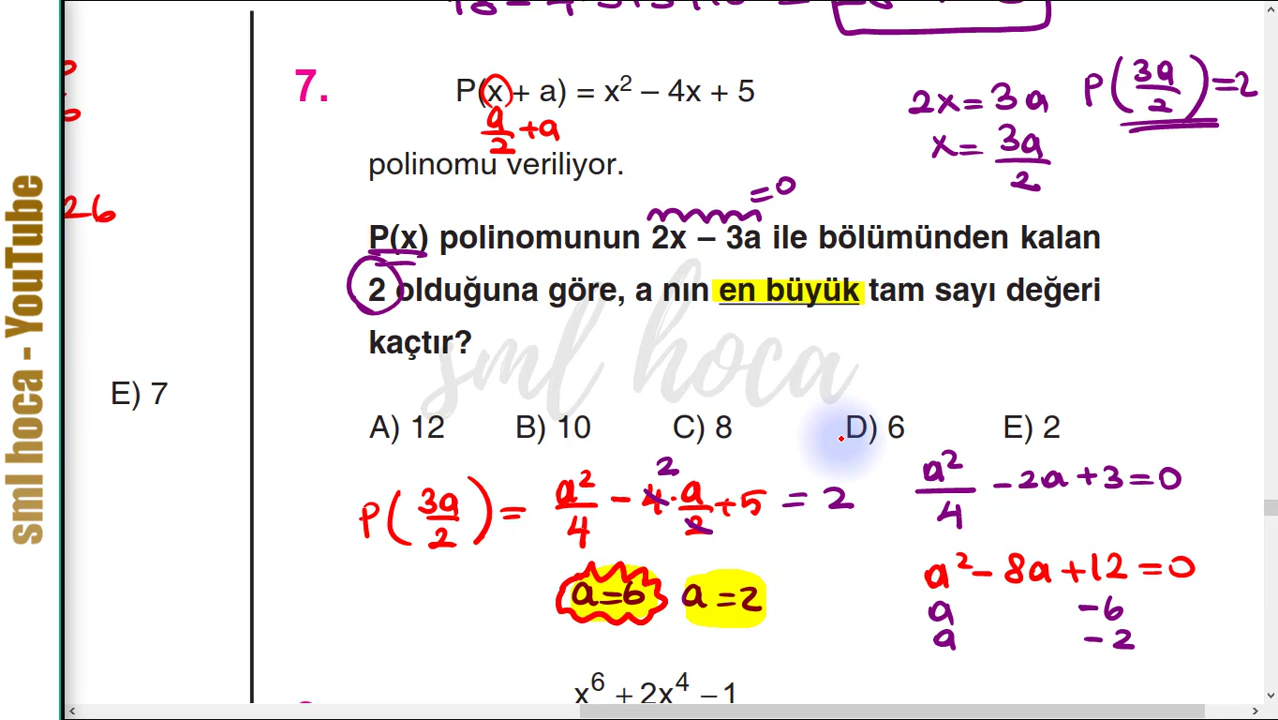 7.
P(x + a) = x² – 4x + 5
a/2 + a
2x = 3a
x = 3a/2
P(3a/2) = 2
polinomu veriliyor.
= 0
P(x) polinomunun 2x – 3a ile bölümünden kalan
2 olduğuna göre, a nın en büyük tam sayı değeri
kaçtır?
sml hoca
E) 7
26
A) 12 B) 10 C) 8 D) 6 E) 2
P(3a/2) = a²/4 – 4 · a/2 + 5 = 2
2
a²/4 – 2a + 3 = 0
a² – 8a + 12 = 0
a –6
a –2
a = 6 a = 2
x⁶ + 2x⁴ – 1
sml hoca - YouTube